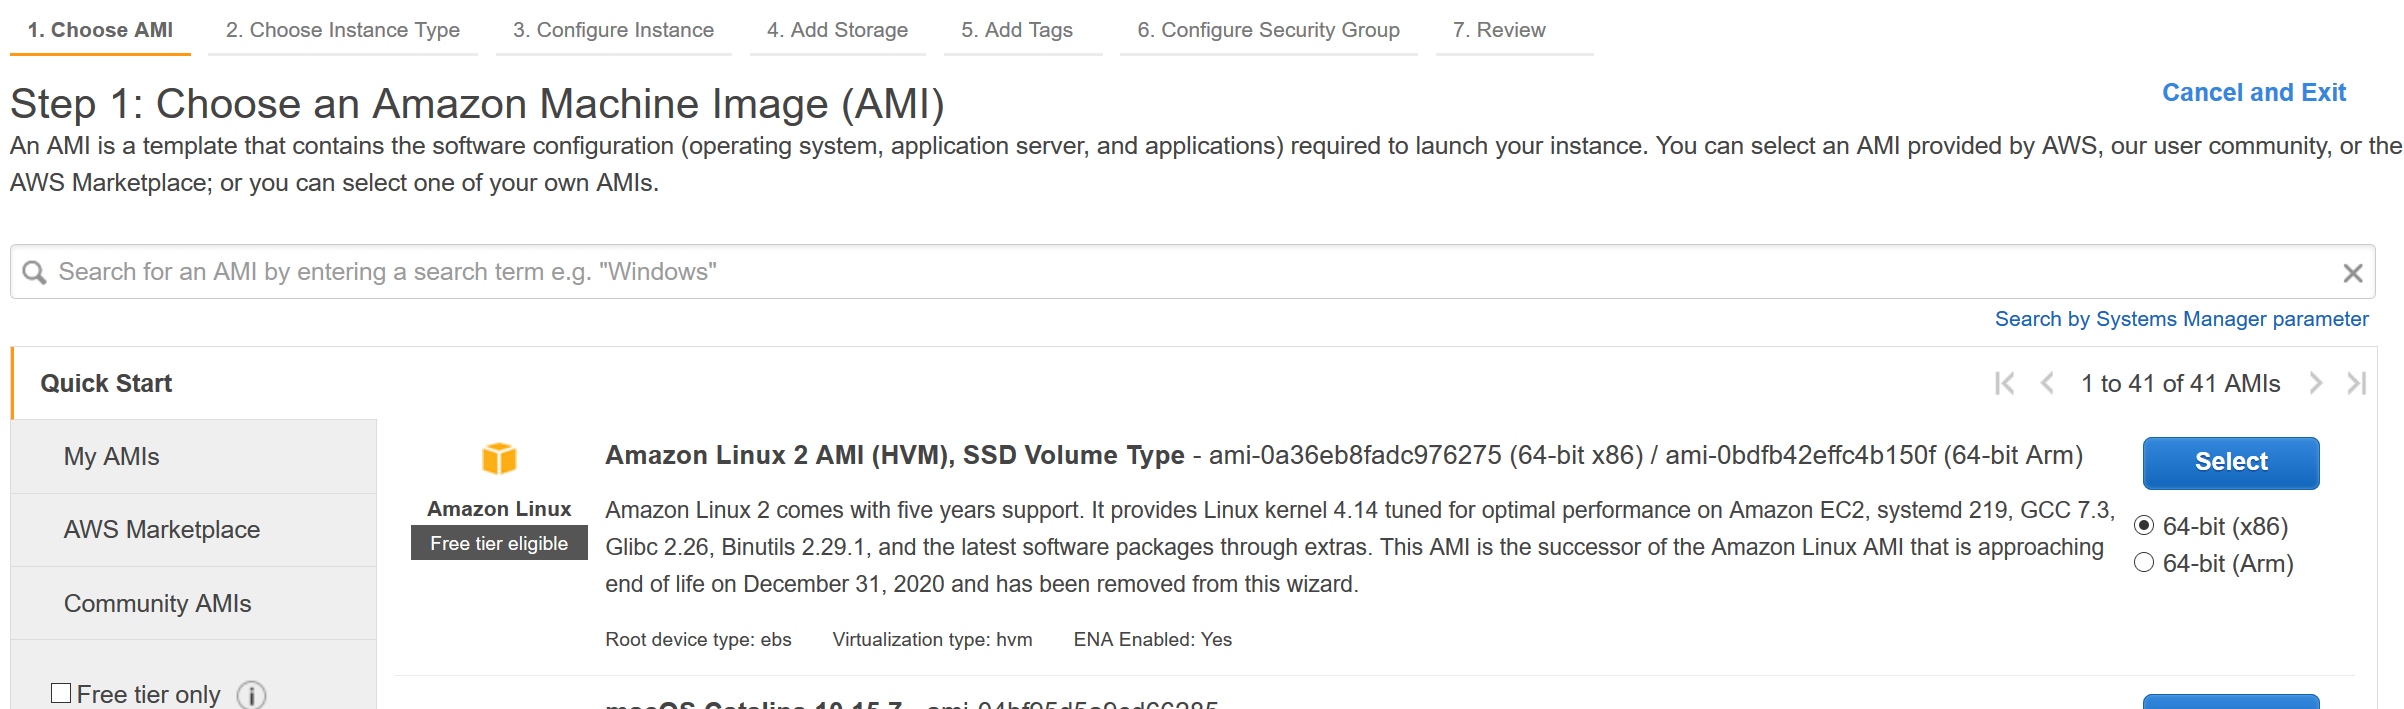 1. Choose AMI
2. Choose Instance Type
3. Configure Instance
4. Add Storage
5. Add Tags
6. Configure Security Group
7. Review
Step 1: Choose an Amazon Machine Image (AMI)
Cancel and Exit
An AMI is a template that contains the software configuration (operating system, application server, and applications) required to launch your instance. You can select an AMI provided by AWS, our user community, or the
AWS Marketplace; or you can select one of your own AMIs.
Search for an AMI by entering a search term e.g. "Windows"
Search by Systems Manager parameter
Quick Start
1 to 41 of 41 AMIs
My AMIs
AWS Marketplace
Community AMIs
Free tier only
Amazon Linux
Free tier eligible
Amazon Linux 2 AMI (HVM), SSD Volume Type - ami-0a36eb8fadc976275 (64-bit x86) / ami-0bdfb42effc4b150f (64-bit Arm)
Amazon Linux 2 comes with five years support. It provides Linux kernel 4.14 tuned for optimal performance on Amazon EC2, systemd 219, GCC 7.3,
Glibc 2.26, Binutils 2.29.1, and the latest software packages through extras. This AMI is the successor of the Amazon Linux AMI that is approaching
end of life on December 31, 2020 and has been removed from this wizard.
Root device type: ebs
Virtualization type: hvm
ENA Enabled: Yes
Select
64-bit (x86)
64-bit (Arm)
macOS Catalina 10.15.7